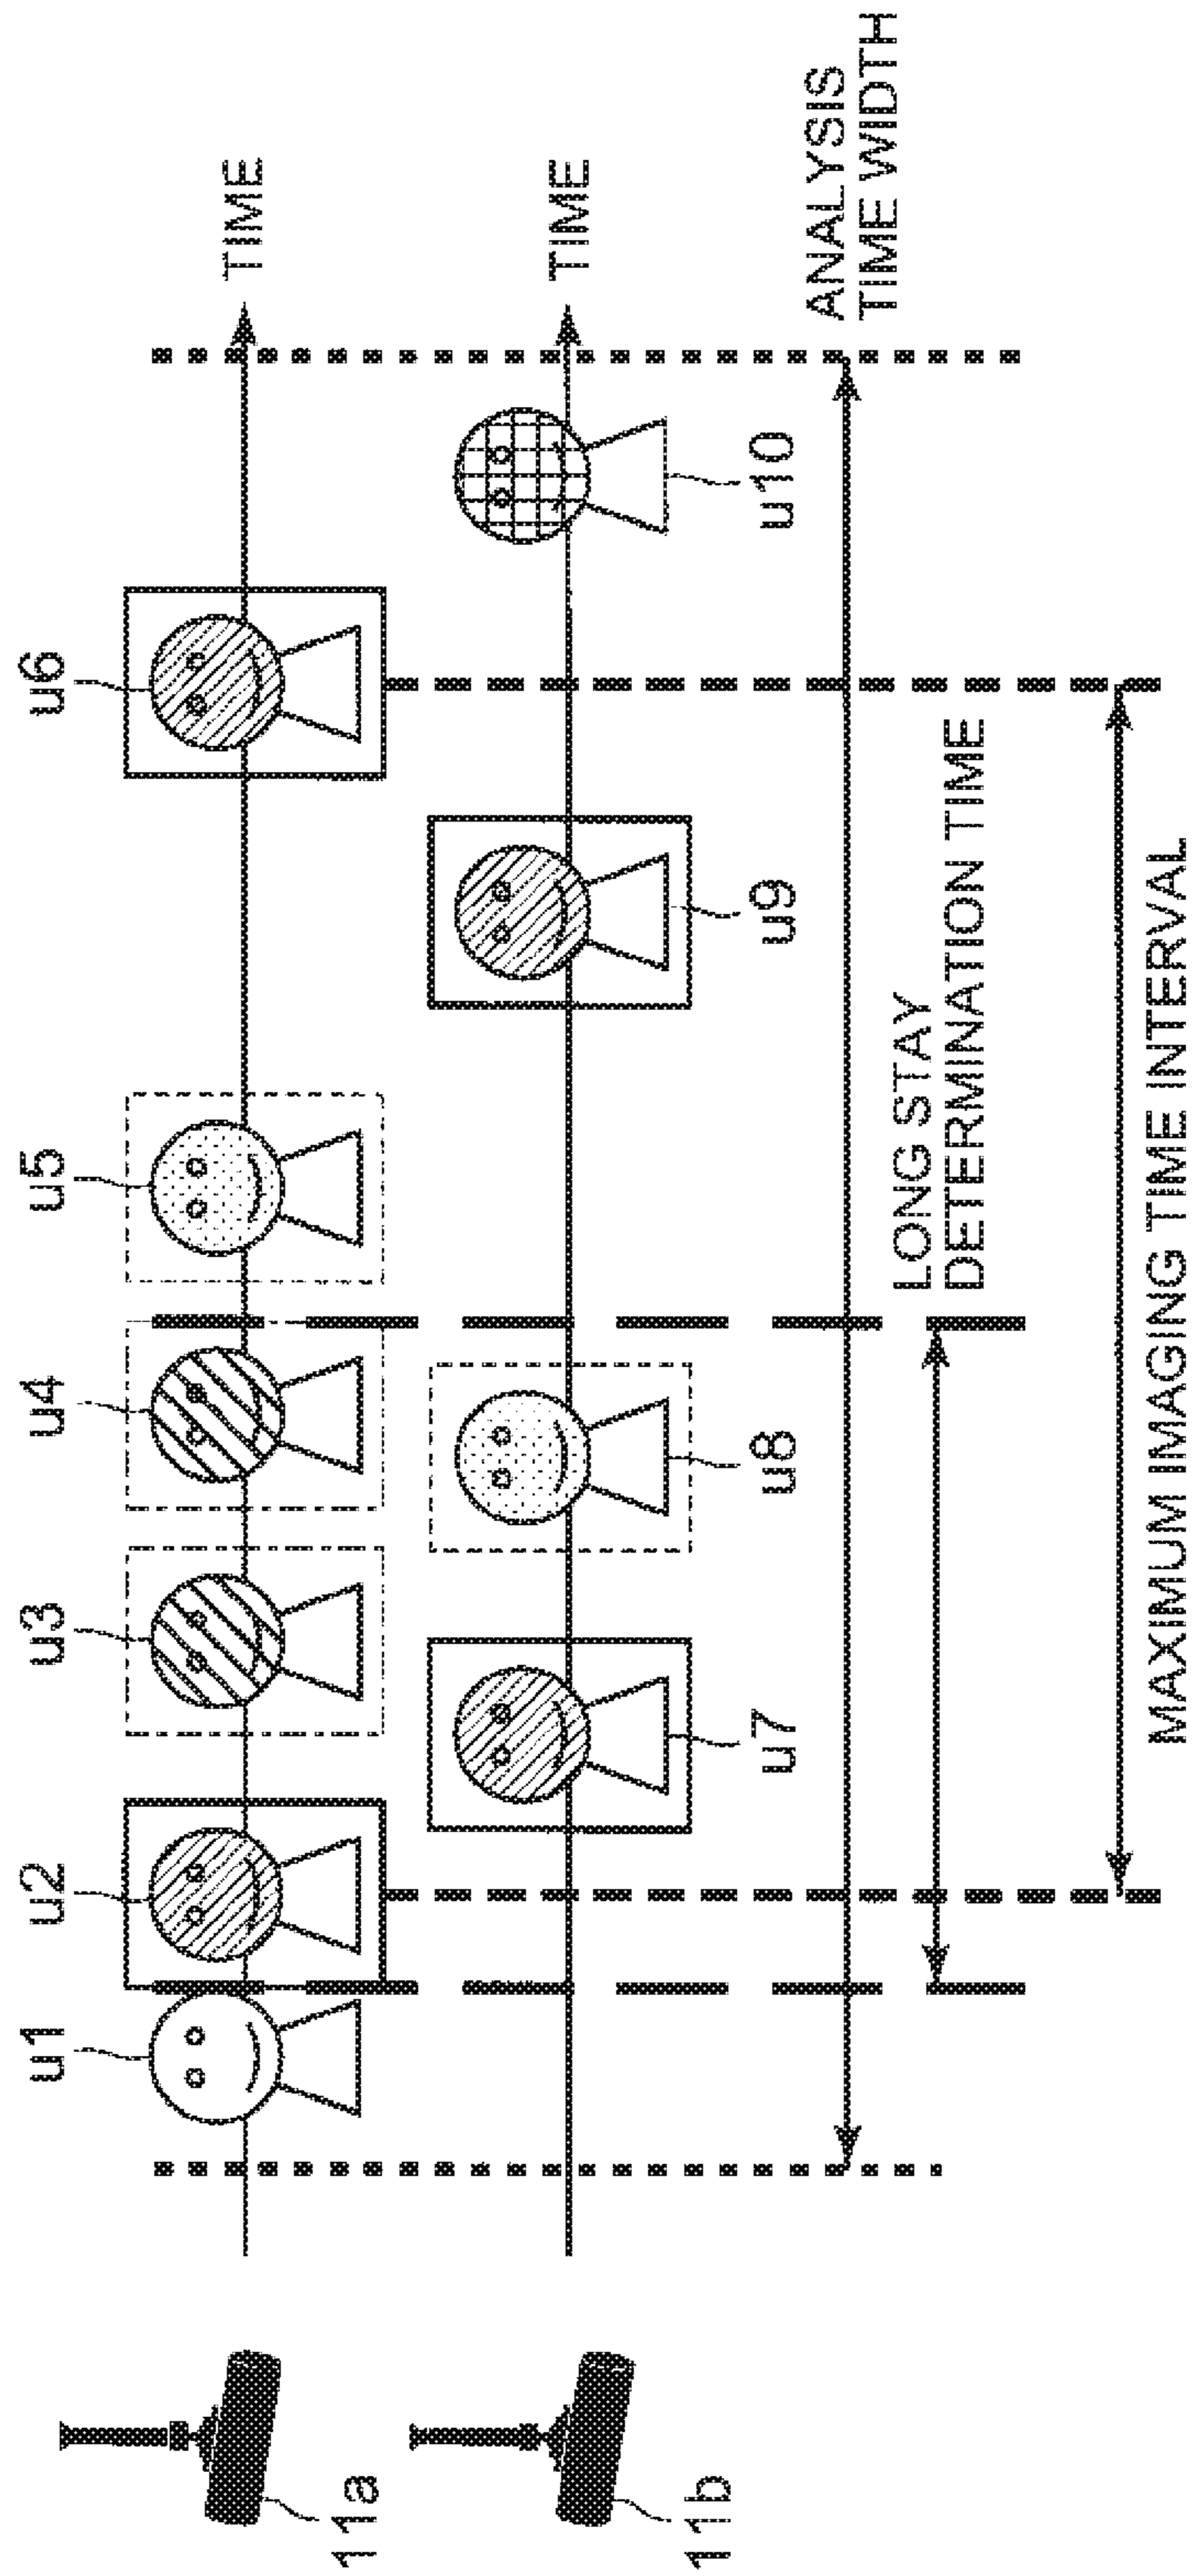 u1
u2
u3
u4
u5
u6
TIME
11a
TIME
11b
u7
u8
u9
u10
ANALYSIS
TIME WIDTH
LONG STAY
DETERMINATION TIME
MAXIMUM IMAGING TIME INTERVAL